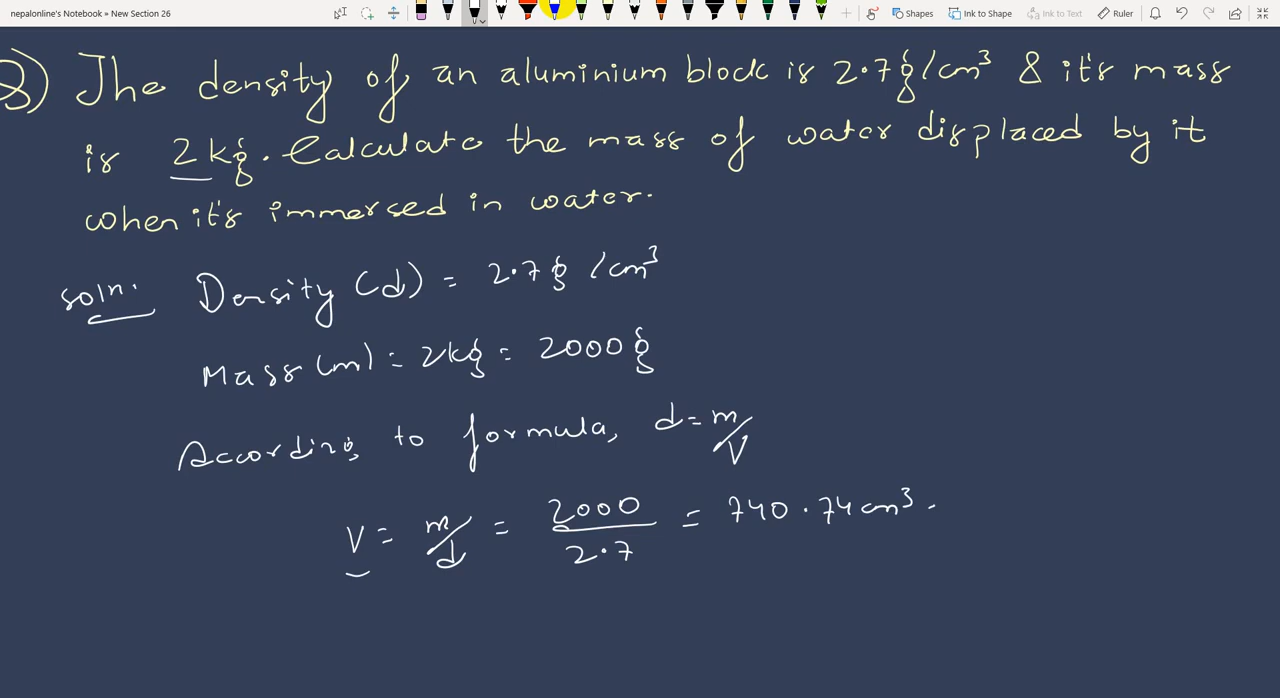 nepalonline's Notebook » New Section 26
Shapes Ink to Shape Ink to Text Ruler
Q) The density of an aluminium block is 2.7g/cm³ & it's mass
is 2kg. Calculate the mass of water displaced by it
when it's immersed in water.
soln. Density (d) = 2.7g /cm³
Mass (m) = 2kg = 2000g
According to formula, d = m/V
V = m/d = 2000/2.7 = 740.74 cm³.